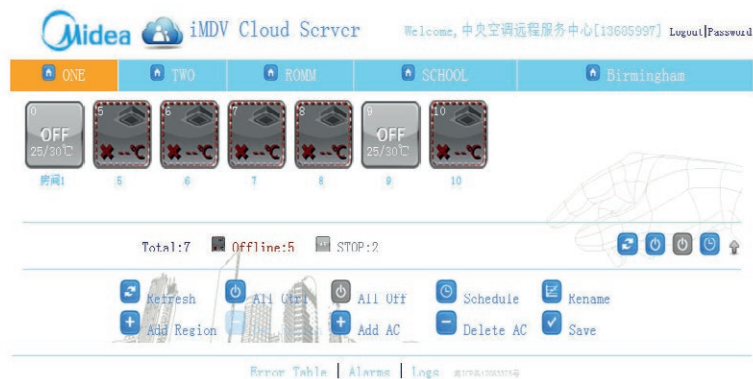 Midea iMDV Cloud Server Welcome, 中央空调远程服务中心[13685997] Logout|Password
ONE TWO ROMM SCHOOL Birmingham
0 5 6 7 8 9 10
OFF OFF
25/30℃ --℃ --℃ --℃ --℃ 25/30℃ --℃
房间1 5 6 7 8 9 10
Total:7 Offline:5 STOP:2
Refresh All Ctrl All Off Schedule Rename
Add Region Add AC Delete AC Save
Error Table | Alarms | Logs